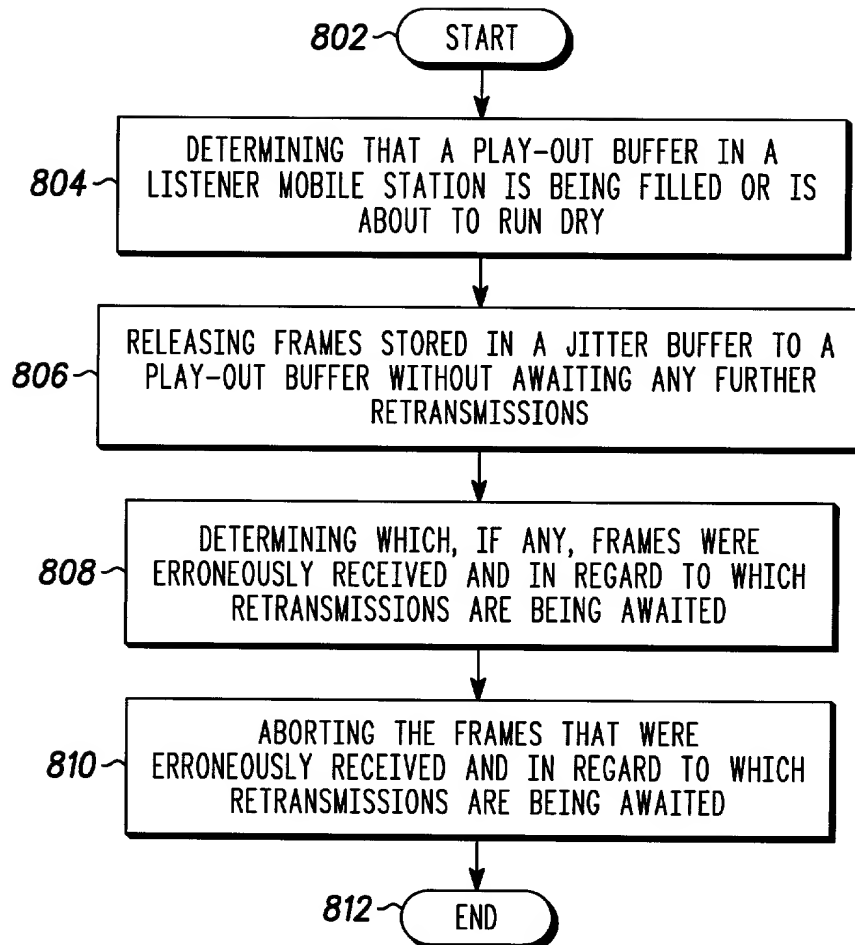 802 START
804 DETERMINING THAT A PLAY-OUT BUFFER IN A
LISTENER MOBILE STATION IS BEING FILLED OR IS
ABOUT TO RUN DRY
806 RELEASING FRAMES STORED IN A JITTER BUFFER TO A
PLAY-OUT BUFFER WITHOUT AWAITING ANY FURTHER
RETRANSMISSIONS
808 DETERMINING WHICH, IF ANY, FRAMES WERE
ERRONEOUSLY RECEIVED AND IN REGARD TO WHICH
RETRANSMISSIONS ARE BEING AWAITED
810 ABORTING THE FRAMES THAT WERE
ERRONEOUSLY RECEIVED AND IN REGARD TO WHICH
RETRANSMISSIONS ARE BEING AWAITED
812 END